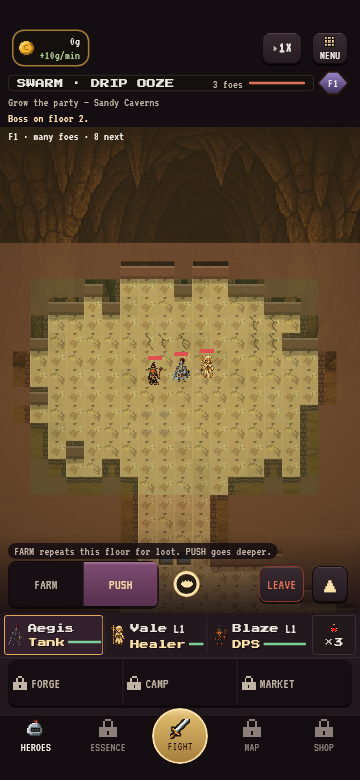 0g
+10g/min
1X
MENU
SWARM · DRIP OOZE
3 foes
F1
Grow the party — Sandy Caverns
Boss on floor 2.
F1 · many foes · 8 next
FARM repeats this floor for loot. PUSH goes deeper.
FARM
PUSH
LEAVE
Aegis
Tank
Vale L1
Healer
Blaze L1
DPS
×3
FORGE
CAMP
MARKET
HEROES
ESSENCE
FIGHT
MAP
SHOP